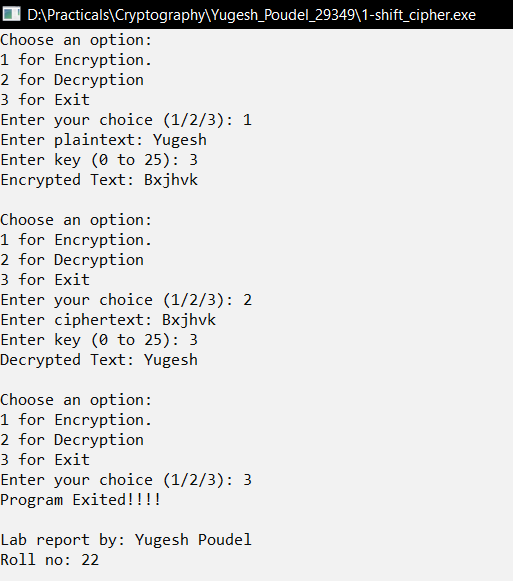 D:\Practicals\Cryptography\Yugesh_Poudel_29349\1-shift_cipher.exe
Choose an option:
1 for Encryption.
2 for Decryption
3 for Exit
Enter your choice (1/2/3): 1
Enter plaintext: Yugesh
Enter key (0 to 25): 3
Encrypted Text: Bxjhvk

Choose an option:
1 for Encryption.
2 for Decryption
3 for Exit
Enter your choice (1/2/3): 2
Enter ciphertext: Bxjhvk
Enter key (0 to 25): 3
Decrypted Text: Yugesh

Choose an option:
1 for Encryption.
2 for Decryption
3 for Exit
Enter your choice (1/2/3): 3
Program Exited!!!!

Lab report by: Yugesh Poudel
Roll no: 22